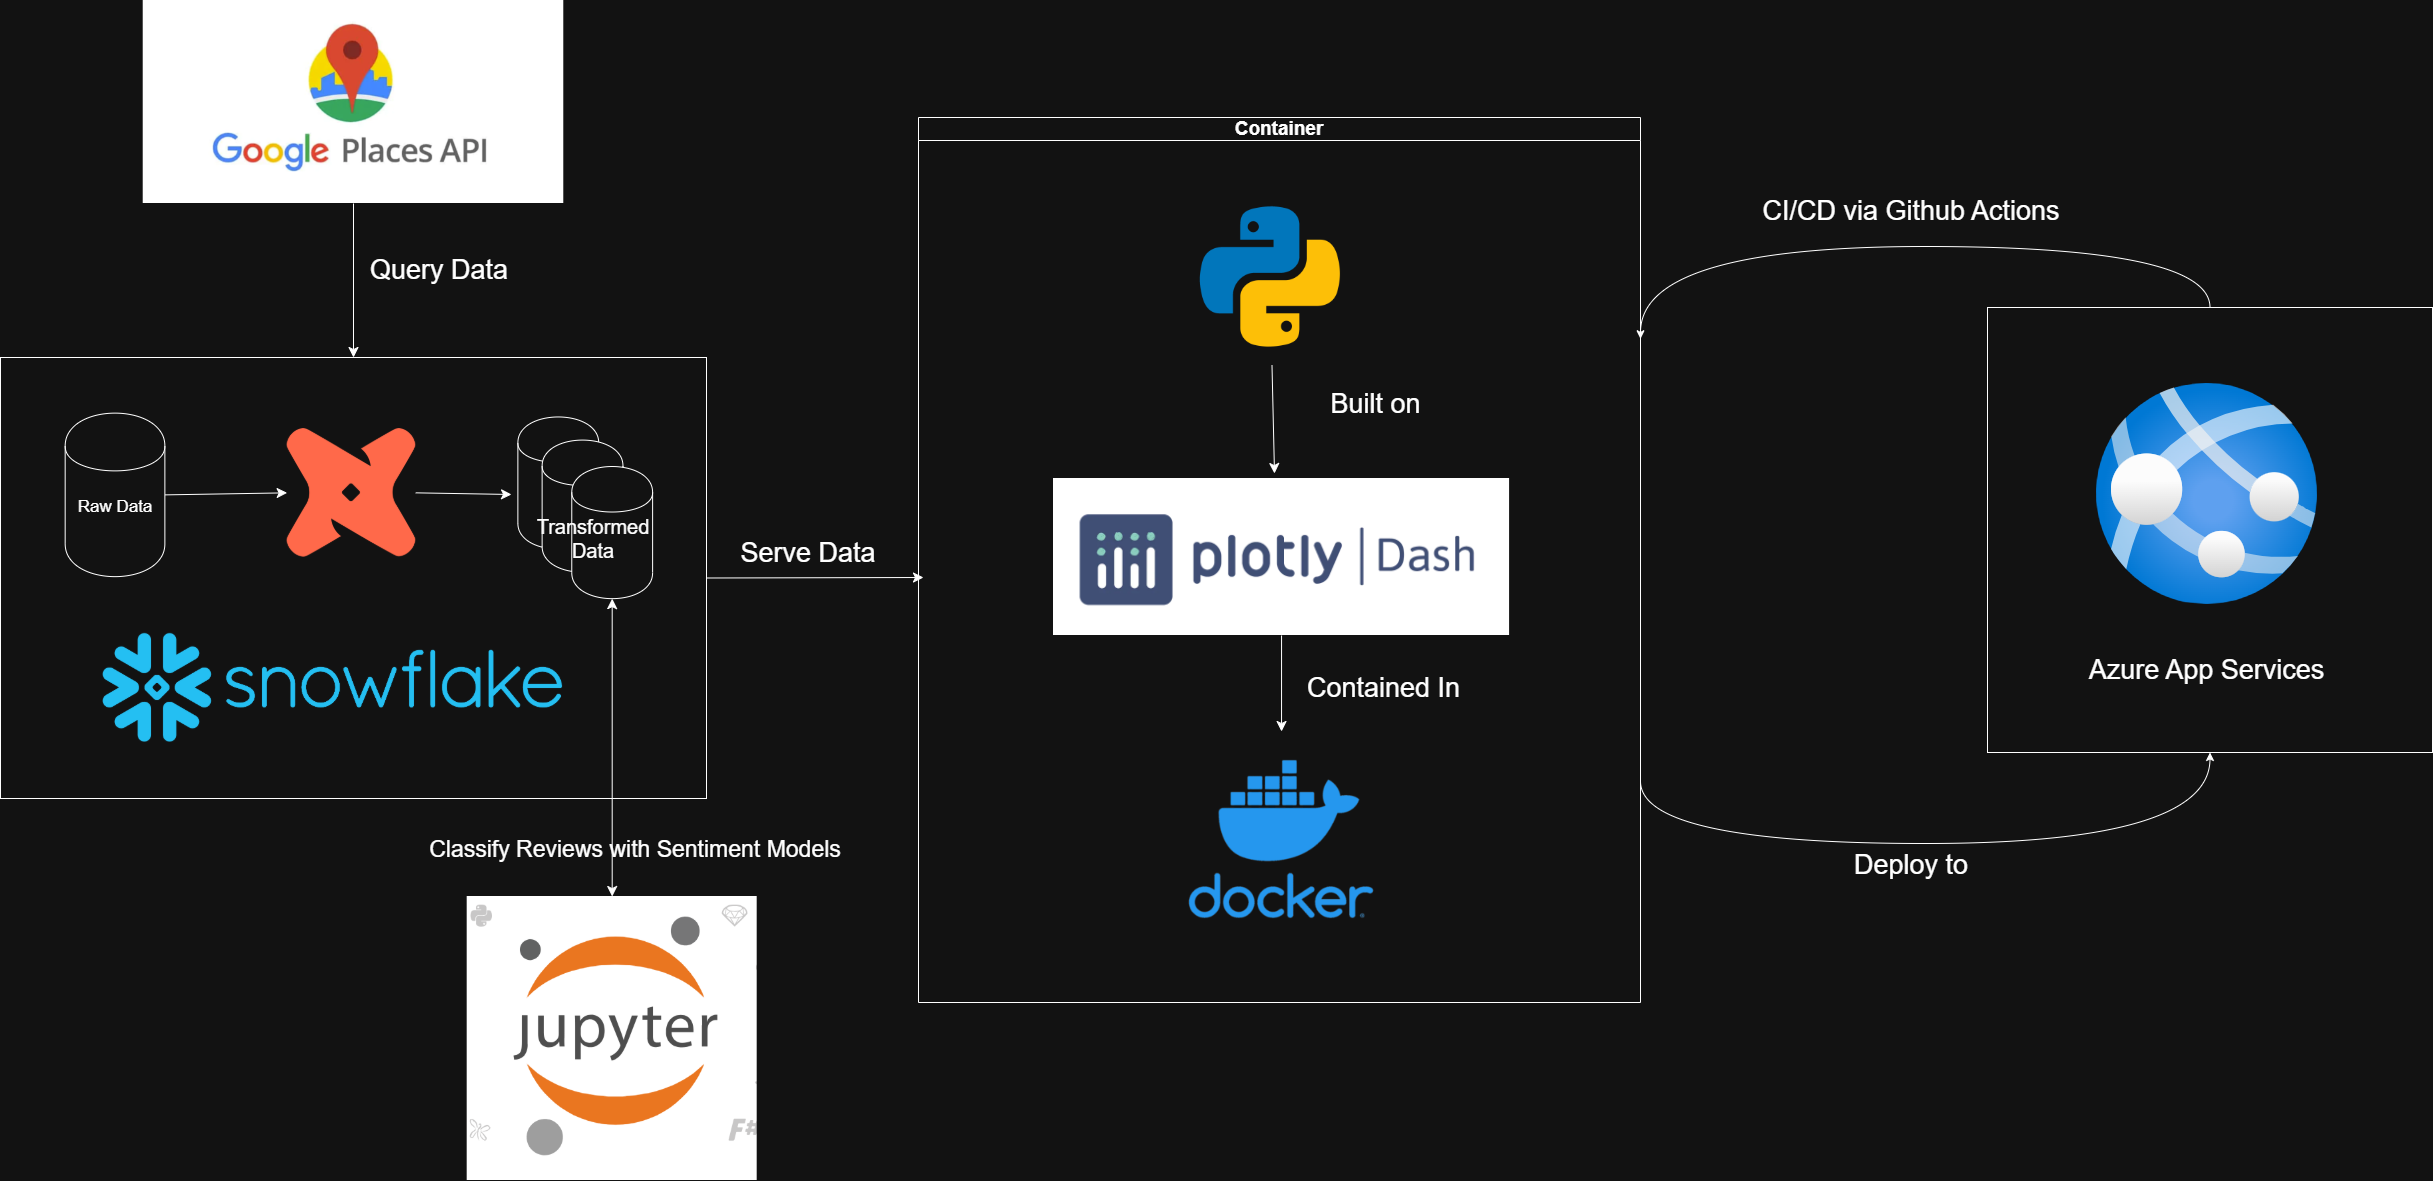 Google Places API
Query Data
Raw Data
Transformed
Data
snowflake
Serve Data
Classify Reviews with Sentiment Models
jupyter
F#
Container
Built on
plotly | Dash
Contained In
docker
CI/CD via Github Actions
Azure App Services
Deploy to